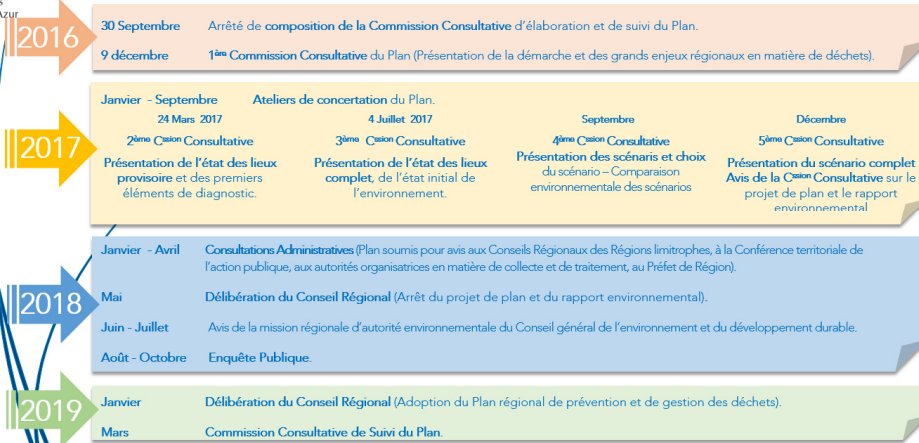 Azur
2016
30 Septembre Arrêté de composition de la Commission Consultative d'élaboration et de suivi du Plan.
9 décembre 1ère Commission Consultative du Plan (Présentation de la démarche et des grands enjeux régionaux en matière de déchets).
2017
Janvier - Septembre Ateliers de concertation du Plan.
24 Mars 2017
2ème Cssion Consultative
Présentation de l'état des lieux
provisoire et des premiers
éléments de diagnostic.
4 Juillet 2017
3ème Cssion Consultative
Présentation de l'état des lieux
complet, de l'état initial de
l'environnement.
Septembre
4ème Cssion Consultative
Présentation des scénaris et choix
du scénario – Comparaison
environnementale des scénarios
Décembre
5ème Cssion Consultative
Présentation du scénario complet
Avis de la Cssion Consultative sur le
projet de plan et le rapport
environnemental
2018
Janvier - Avril Consultations Administratives (Plan soumis pour avis aux Conseils Régionaux des Régions limitrophes, à la Conférence territoriale de
l'action publique, aux autorités organisatrices en matière de collecte et de traitement, au Préfet de Région).
Mai Délibération du Conseil Régional (Arrêt du projet de plan et du rapport environnemental).
Juin - Juillet Avis de la mission régionale d'autorité environnementale du Conseil général de l'environnement et du développement durable.
Août - Octobre Enquête Publique.
2019
Janvier Délibération du Conseil Régional (Adoption du Plan régional de prévention et de gestion des déchets).
Mars Commission Consultative de Suivi du Plan.